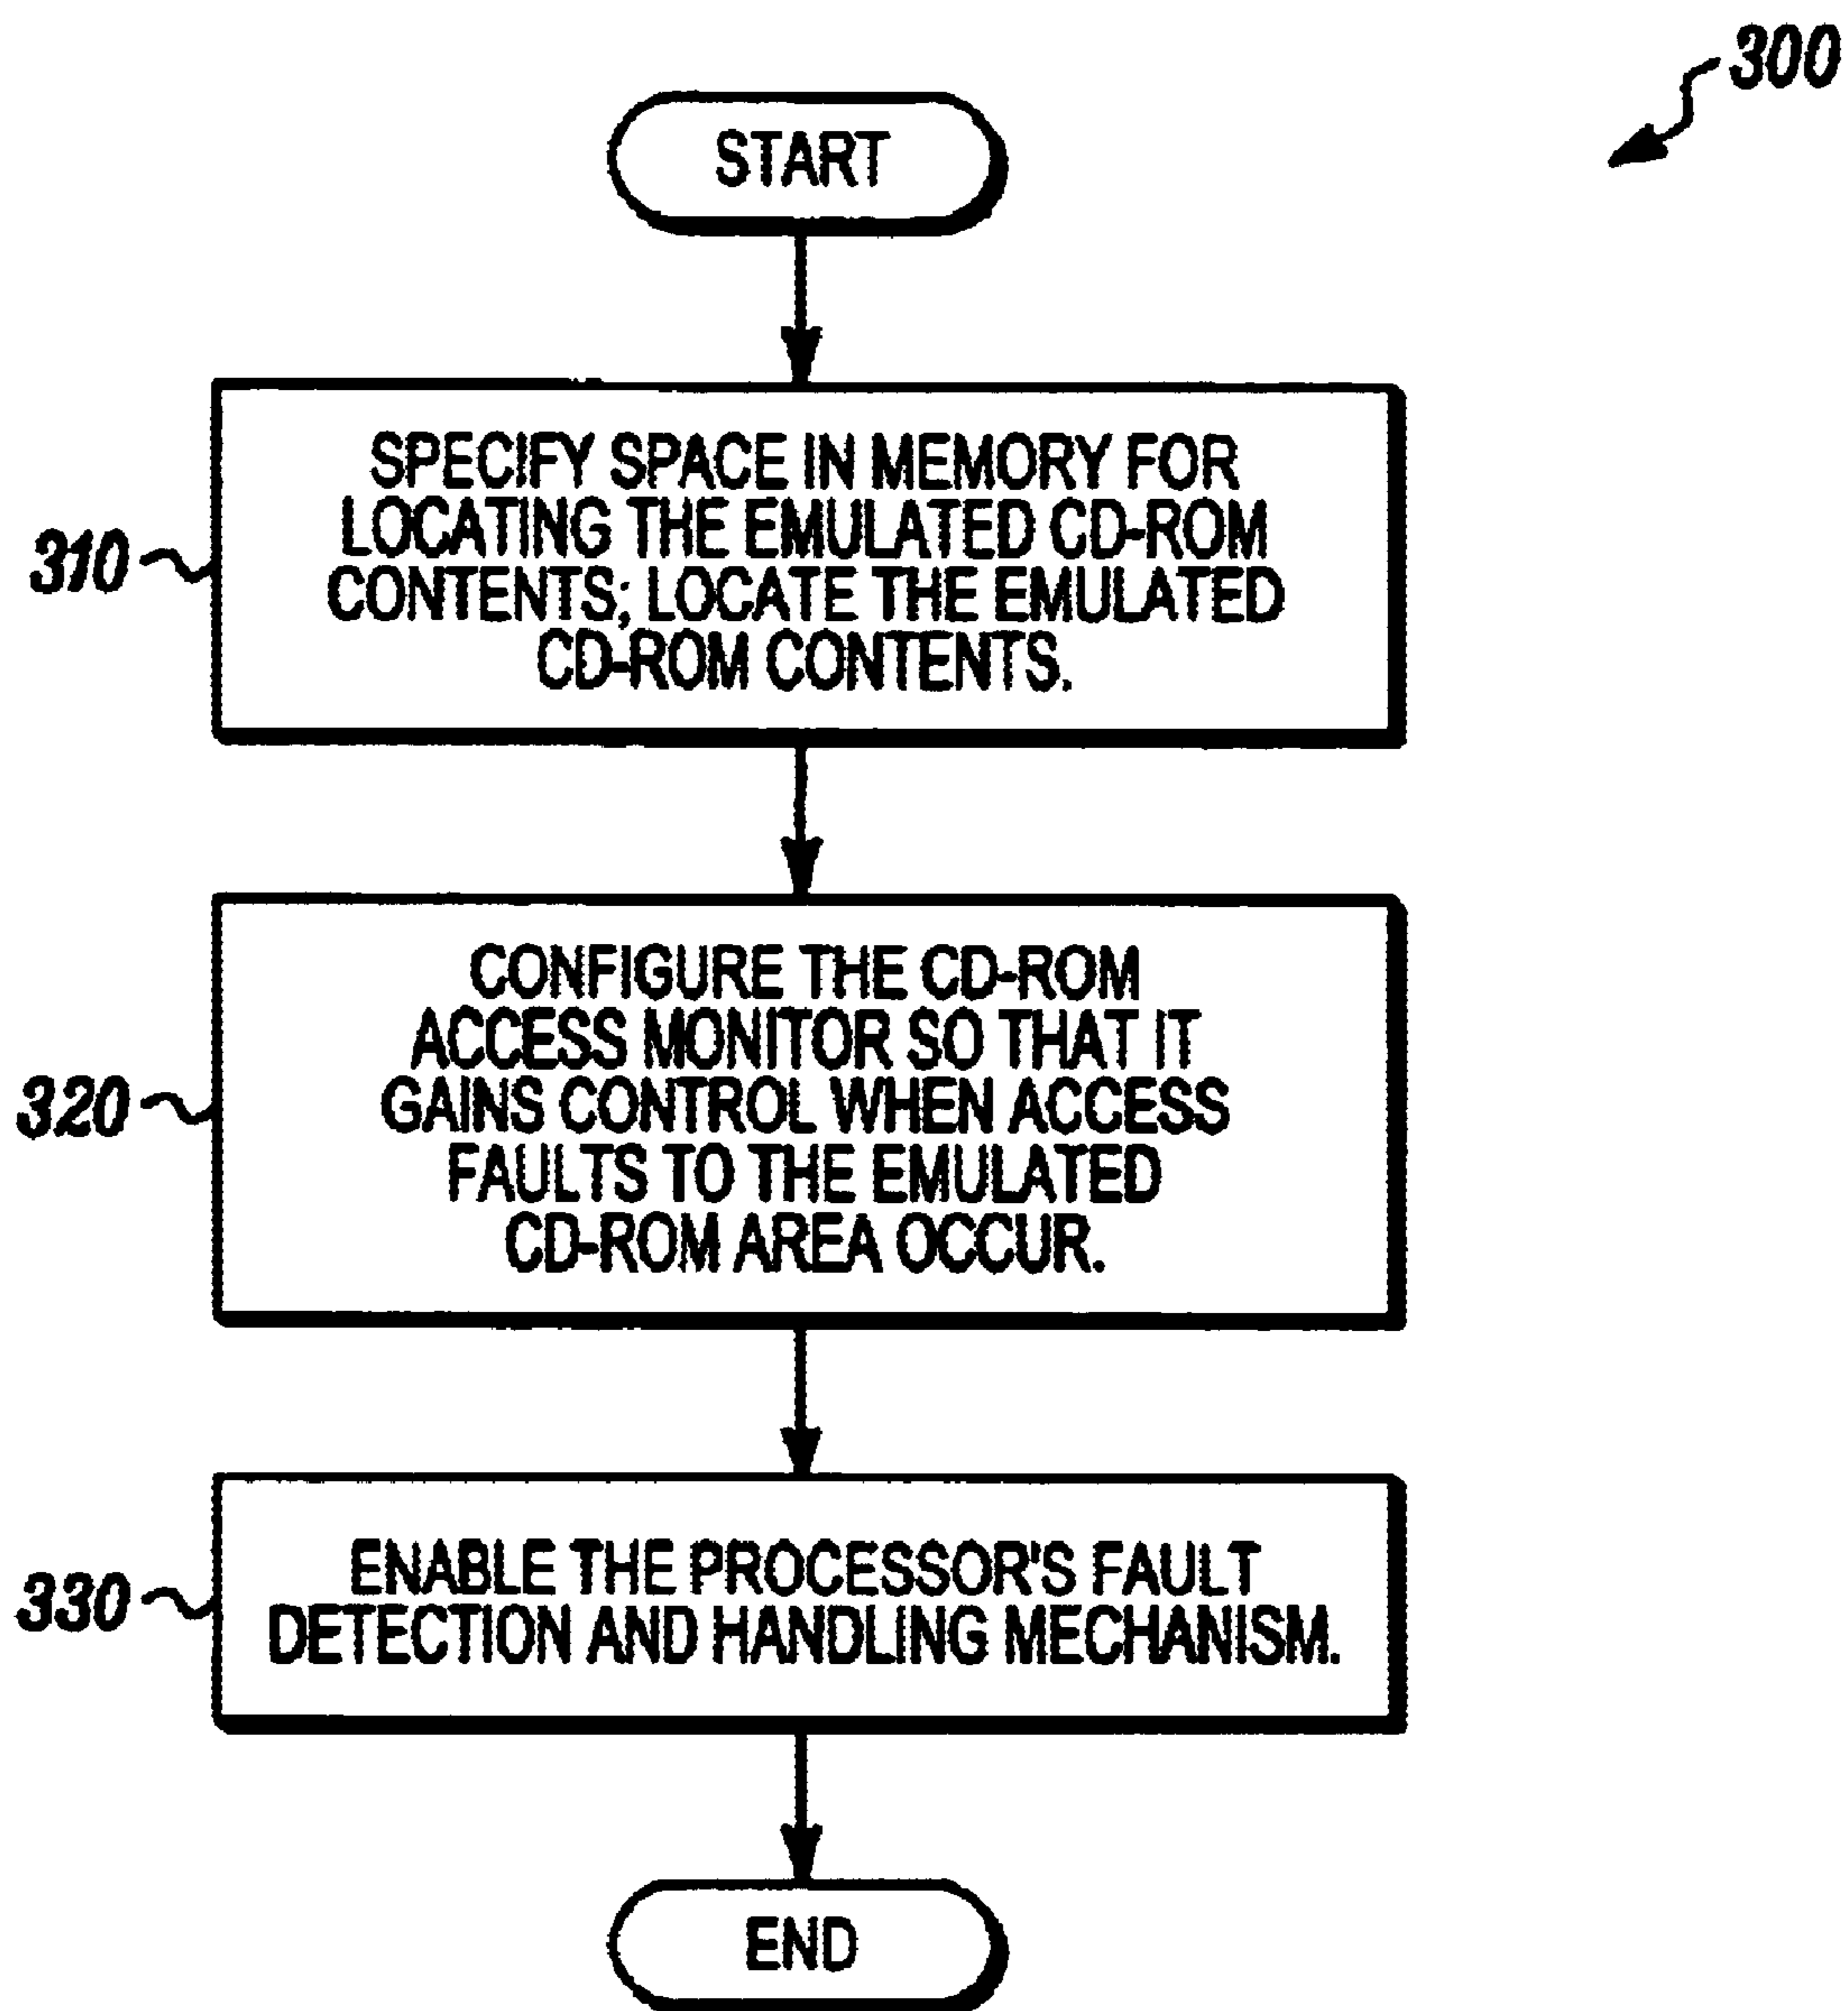 300
START
SPECIFY SPACE IN MEMORY FOR
LOCATING THE EMULATED CD-ROM
CONTENTS; LOCATE THE EMULATED
CD-ROM CONTENTS.
310
CONFIGURE THE CD-ROM
ACCESS MONITOR SO THAT IT
GAINS CONTROL WHEN ACCESS
FAULTS TO THE EMULATED
CD-ROM AREA OCCUR.
320
ENABLE THE PROCESSOR'S FAULT
DETECTION AND HANDLING MECHANISM.
330
END